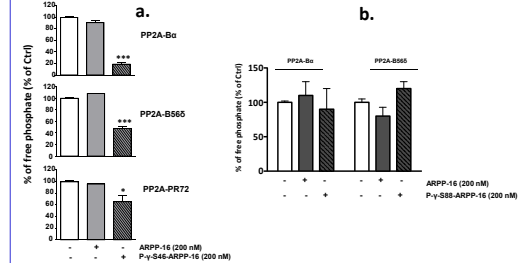 a.
% of free phosphate (% of Ctrl)
120
100
80
60
40
20
0
***
PP2A-Bα
120
100
80
60
40
20
0
***
PP2A-B56δ
120
100
80
60
40
20
0
*
PP2A-PR72
- + - ARPP-16 (200 nM)
- - + P-γ-S46-ARPP-16 (200 nM)
b.
% of free phosphate (% of Ctrl)
PP2A-Bα PP2A-B56δ
150
100
50
0
- + - - + - ARPP-16 (200 nM)
- - + - - + P-γ-S88-ARPP-16 (200 nM)